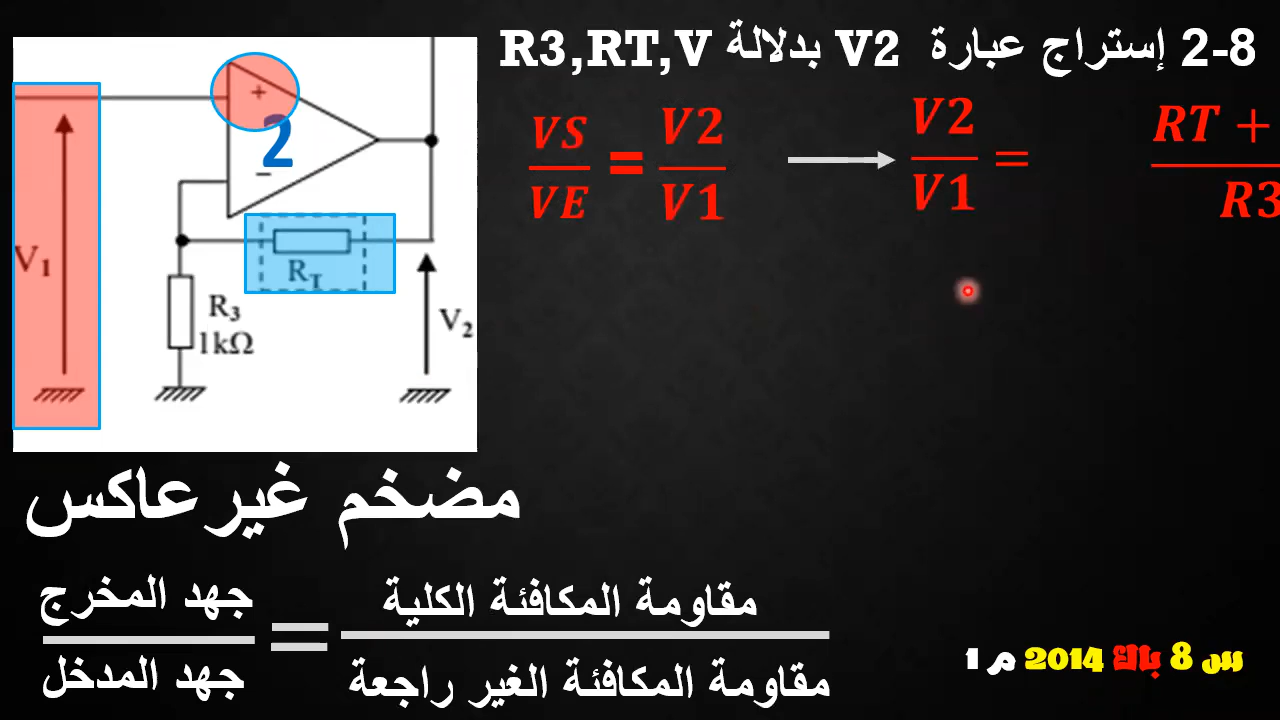 2-8 إستراج عبارة V2 بدلالة R3,RT,V
VS/VE = V2/V1 → V2/V1 = RT + / R3
+
2
−
V1
RT
R3
1kΩ
V2
مضخم غيرعاكس
جهد المخرج / جهد المدخل = مقاومة المكافئة الكلية / مقاومة المكافئة الغير راجعة
س 8 باك 2014 م 1